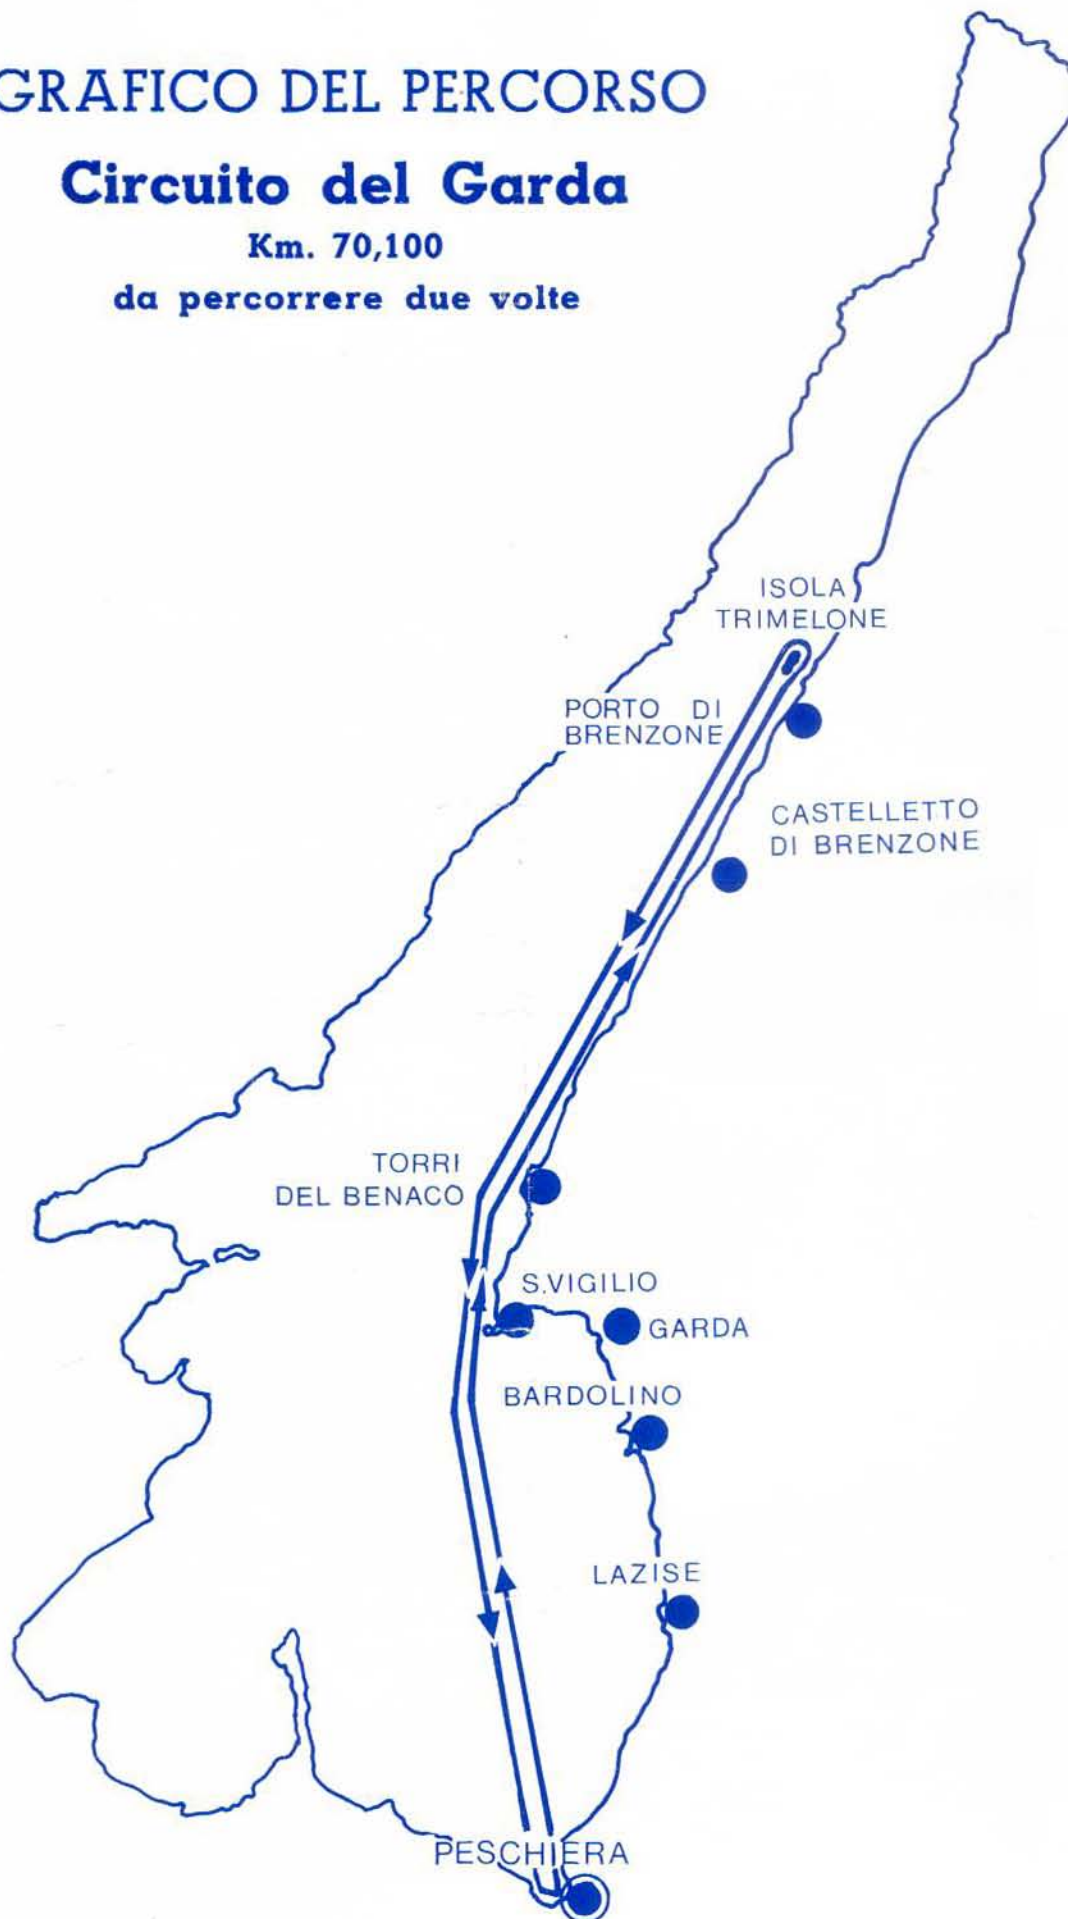 GRAFICO DEL PERCORSO
Circuito del Garda
Km. 70,100
da percorrere due volte
ISOLA
TRIMELONE
PORTO DI
BRENZONE
CASTELLETTO
DI BRENZONE
TORRI
DEL BENACO
S.VIGILIO
GARDA
BARDOLINO
LAZISE
PESCHIERA